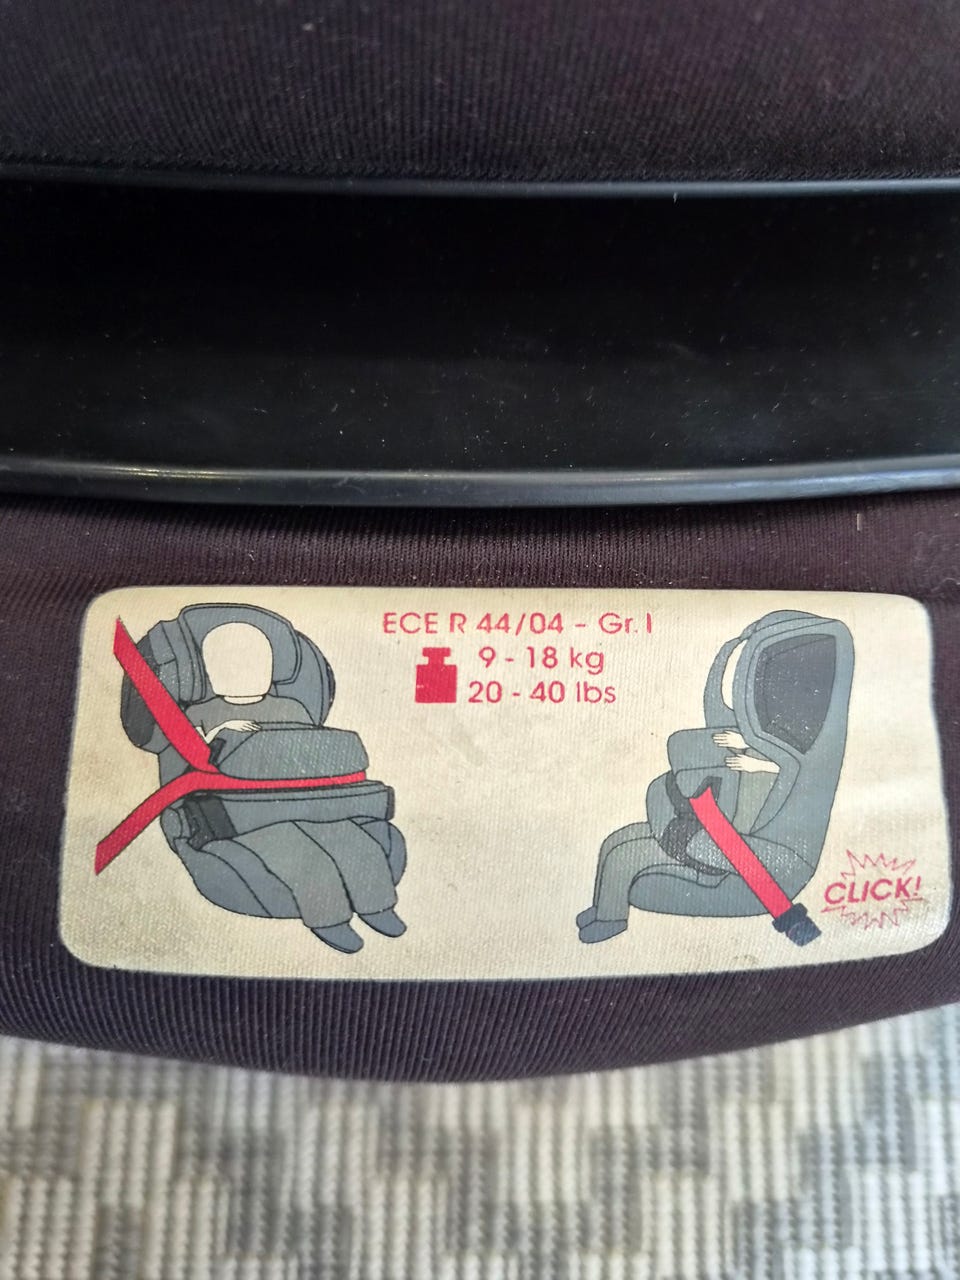 ECE R 44/04 - Gr. I
9 - 18 kg
20 - 40 lbs
CLICK!